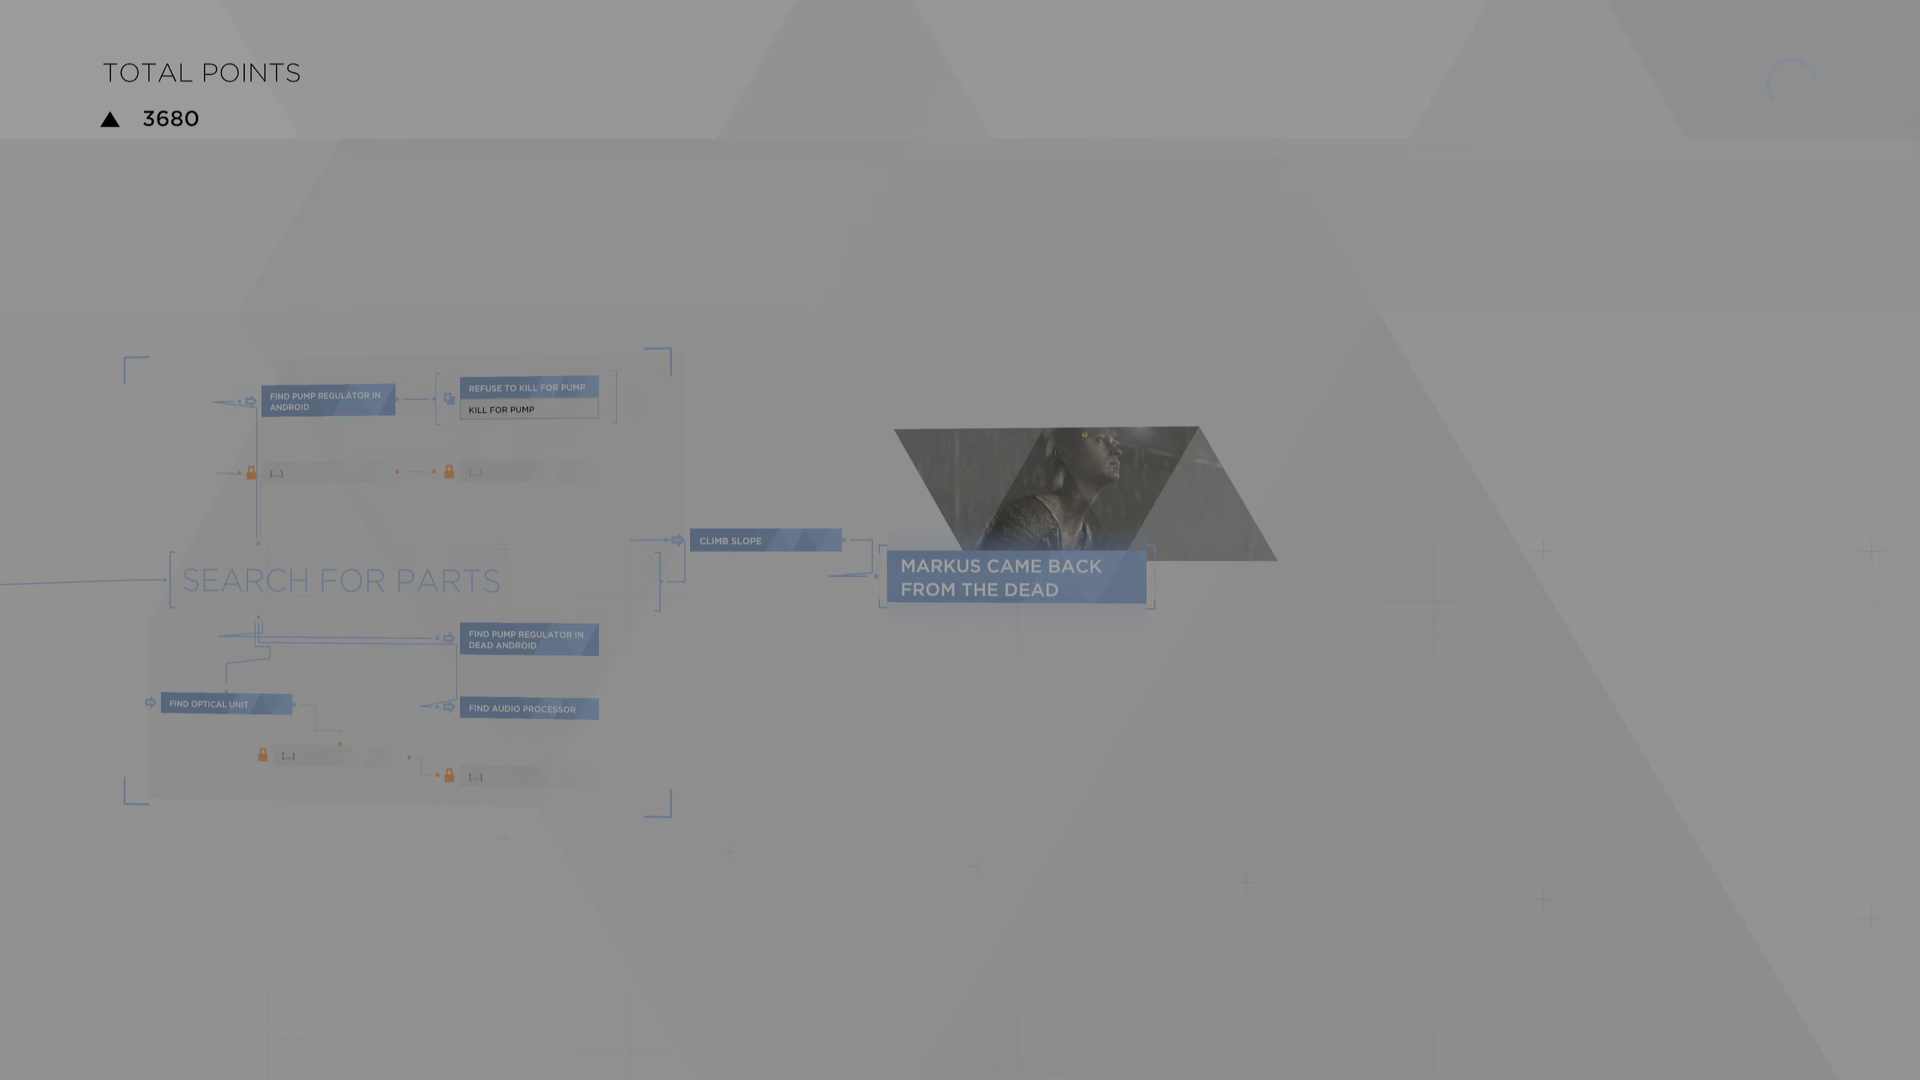 TOTAL POINTS
3680
FIND PUMP REGULATOR IN
ANDROID
REFUSE TO KILL FOR PUMP
KILL FOR PUMP
[...]
[...]
CLIMB SLOPE
MARKUS CAME BACK
FROM THE DEAD
SEARCH FOR PARTS
FIND PUMP REGULATOR IN
DEAD ANDROID
FIND OPTICAL UNIT
FIND AUDIO PROCESSOR
[...]
[...]